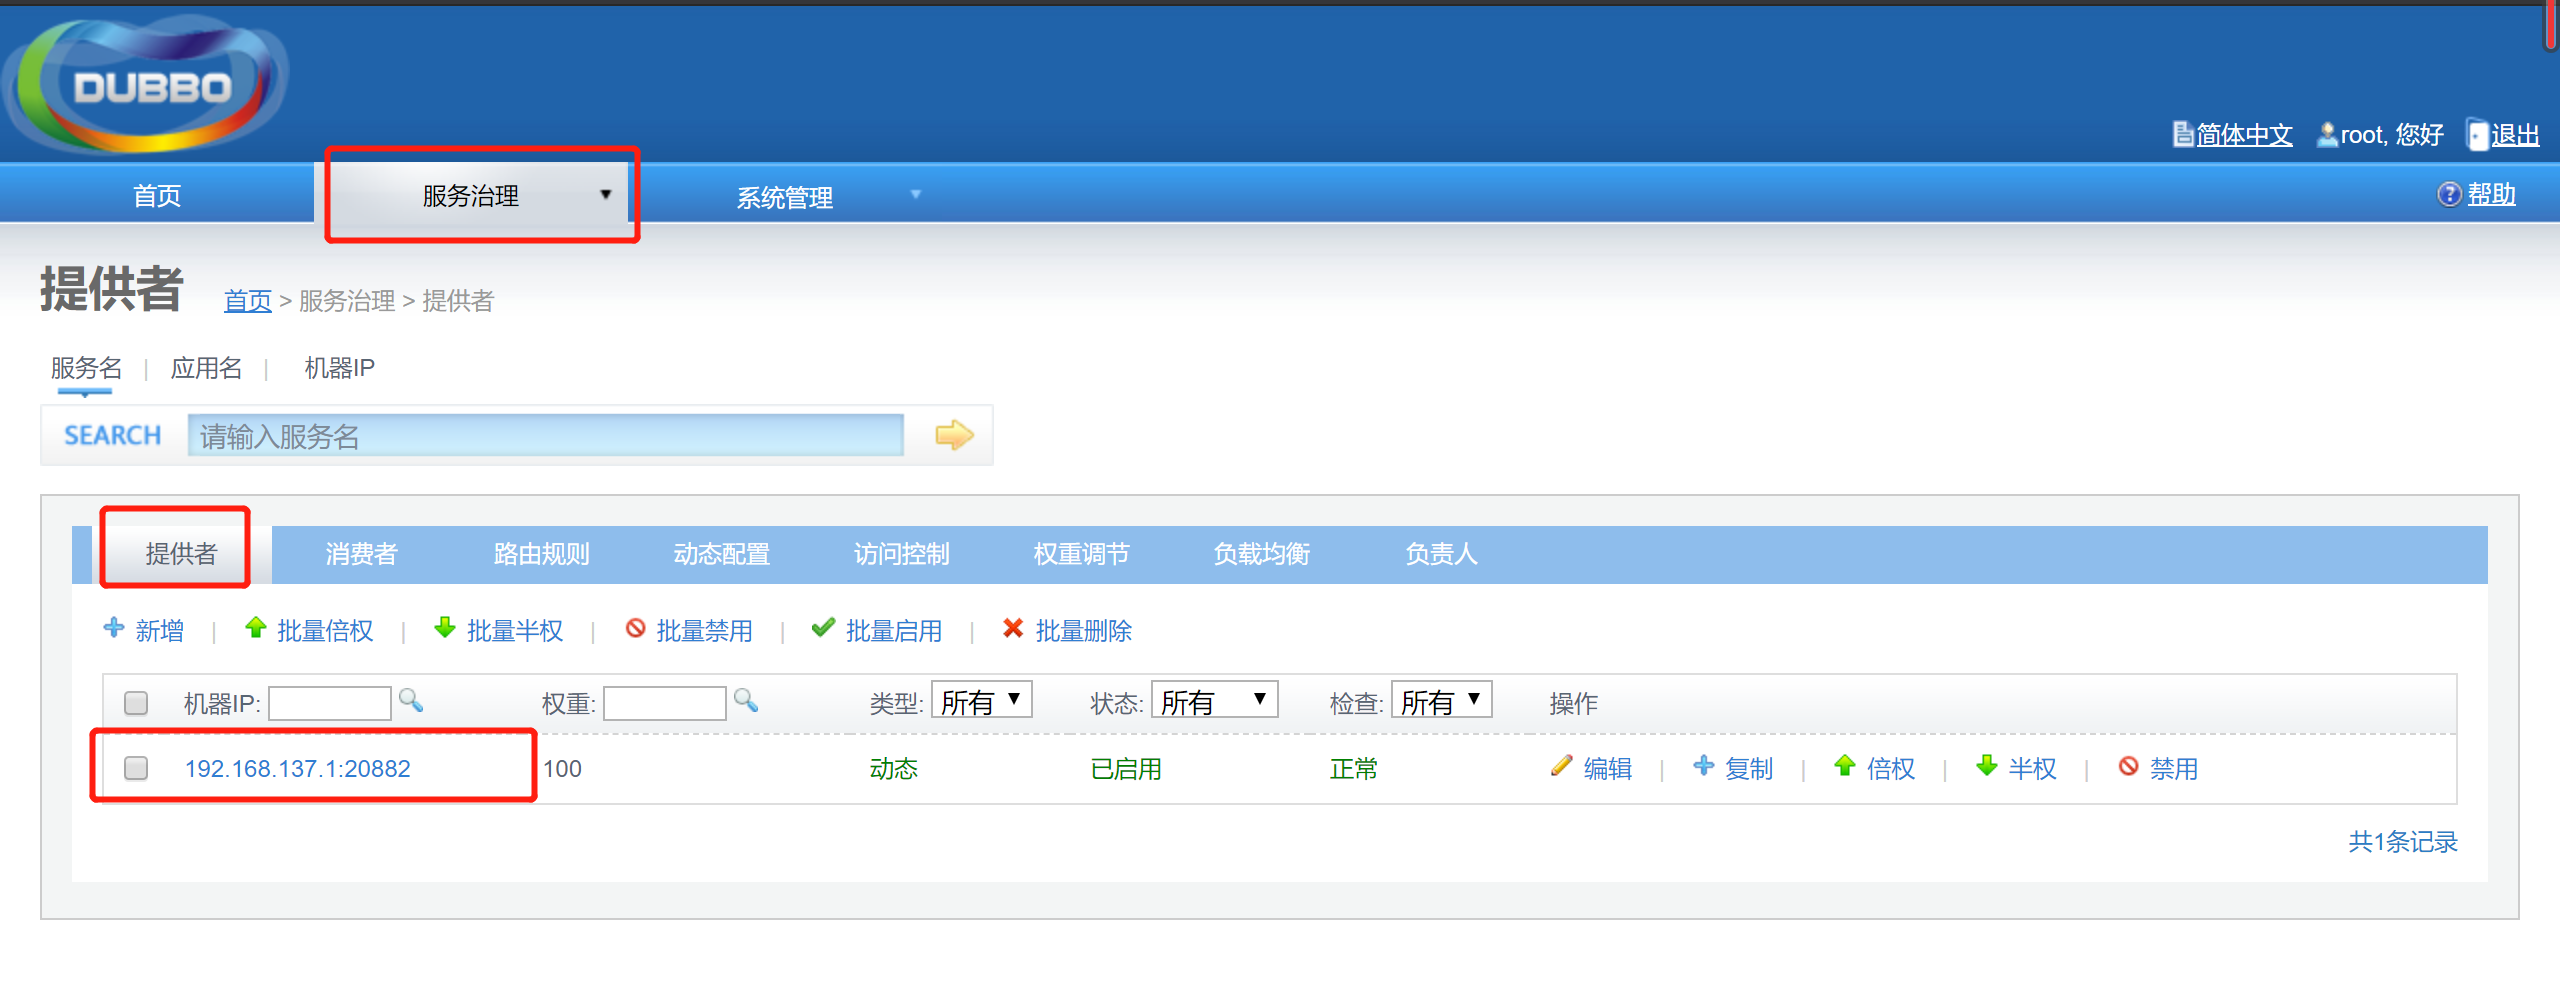 DUBBO
简体中文 root, 您好 退出
首页 服务治理 ▼ 系统管理 ▼ ? 帮助
提供者 首页 > 服务治理 > 提供者
服务名 | 应用名 | 机器IP
SEARCH 请输入服务名
提供者 消费者 路由规则 动态配置 访问控制 权重调节 负载均衡 负责人
新增 | 批量倍权 | 批量半权 | 批量禁用 | 批量启用 | 批量删除
机器IP: 权重: 类型: 所有 ▼ 状态: 所有 ▼ 检查: 所有 ▼ 操作
192.168.137.1:20882 100 动态 已启用 正常 编辑 | 复制 | 倍权 | 半权 | 禁用
共1条记录